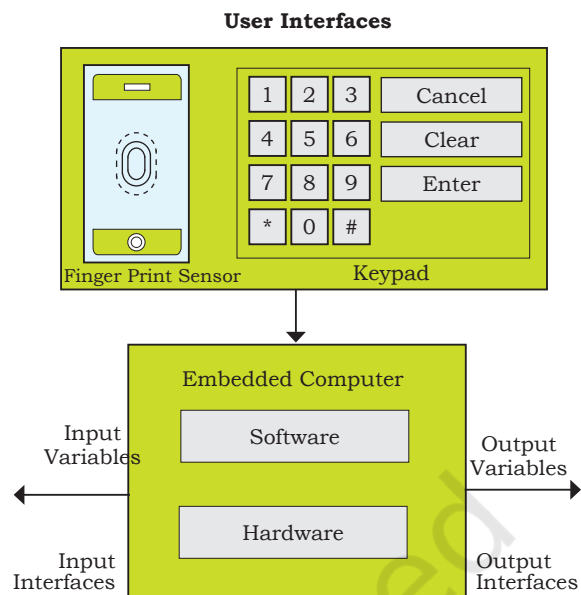 User Interfaces
1 2 3 Cancel
4 5 6 Clear
7 8 9 Enter
* 0 #
Finger Print Sensor
Keypad
Embedded Computer
Software
Hardware
Input
Variables
Output
Variables
Input
Interfaces
Output
Interfaces
ed